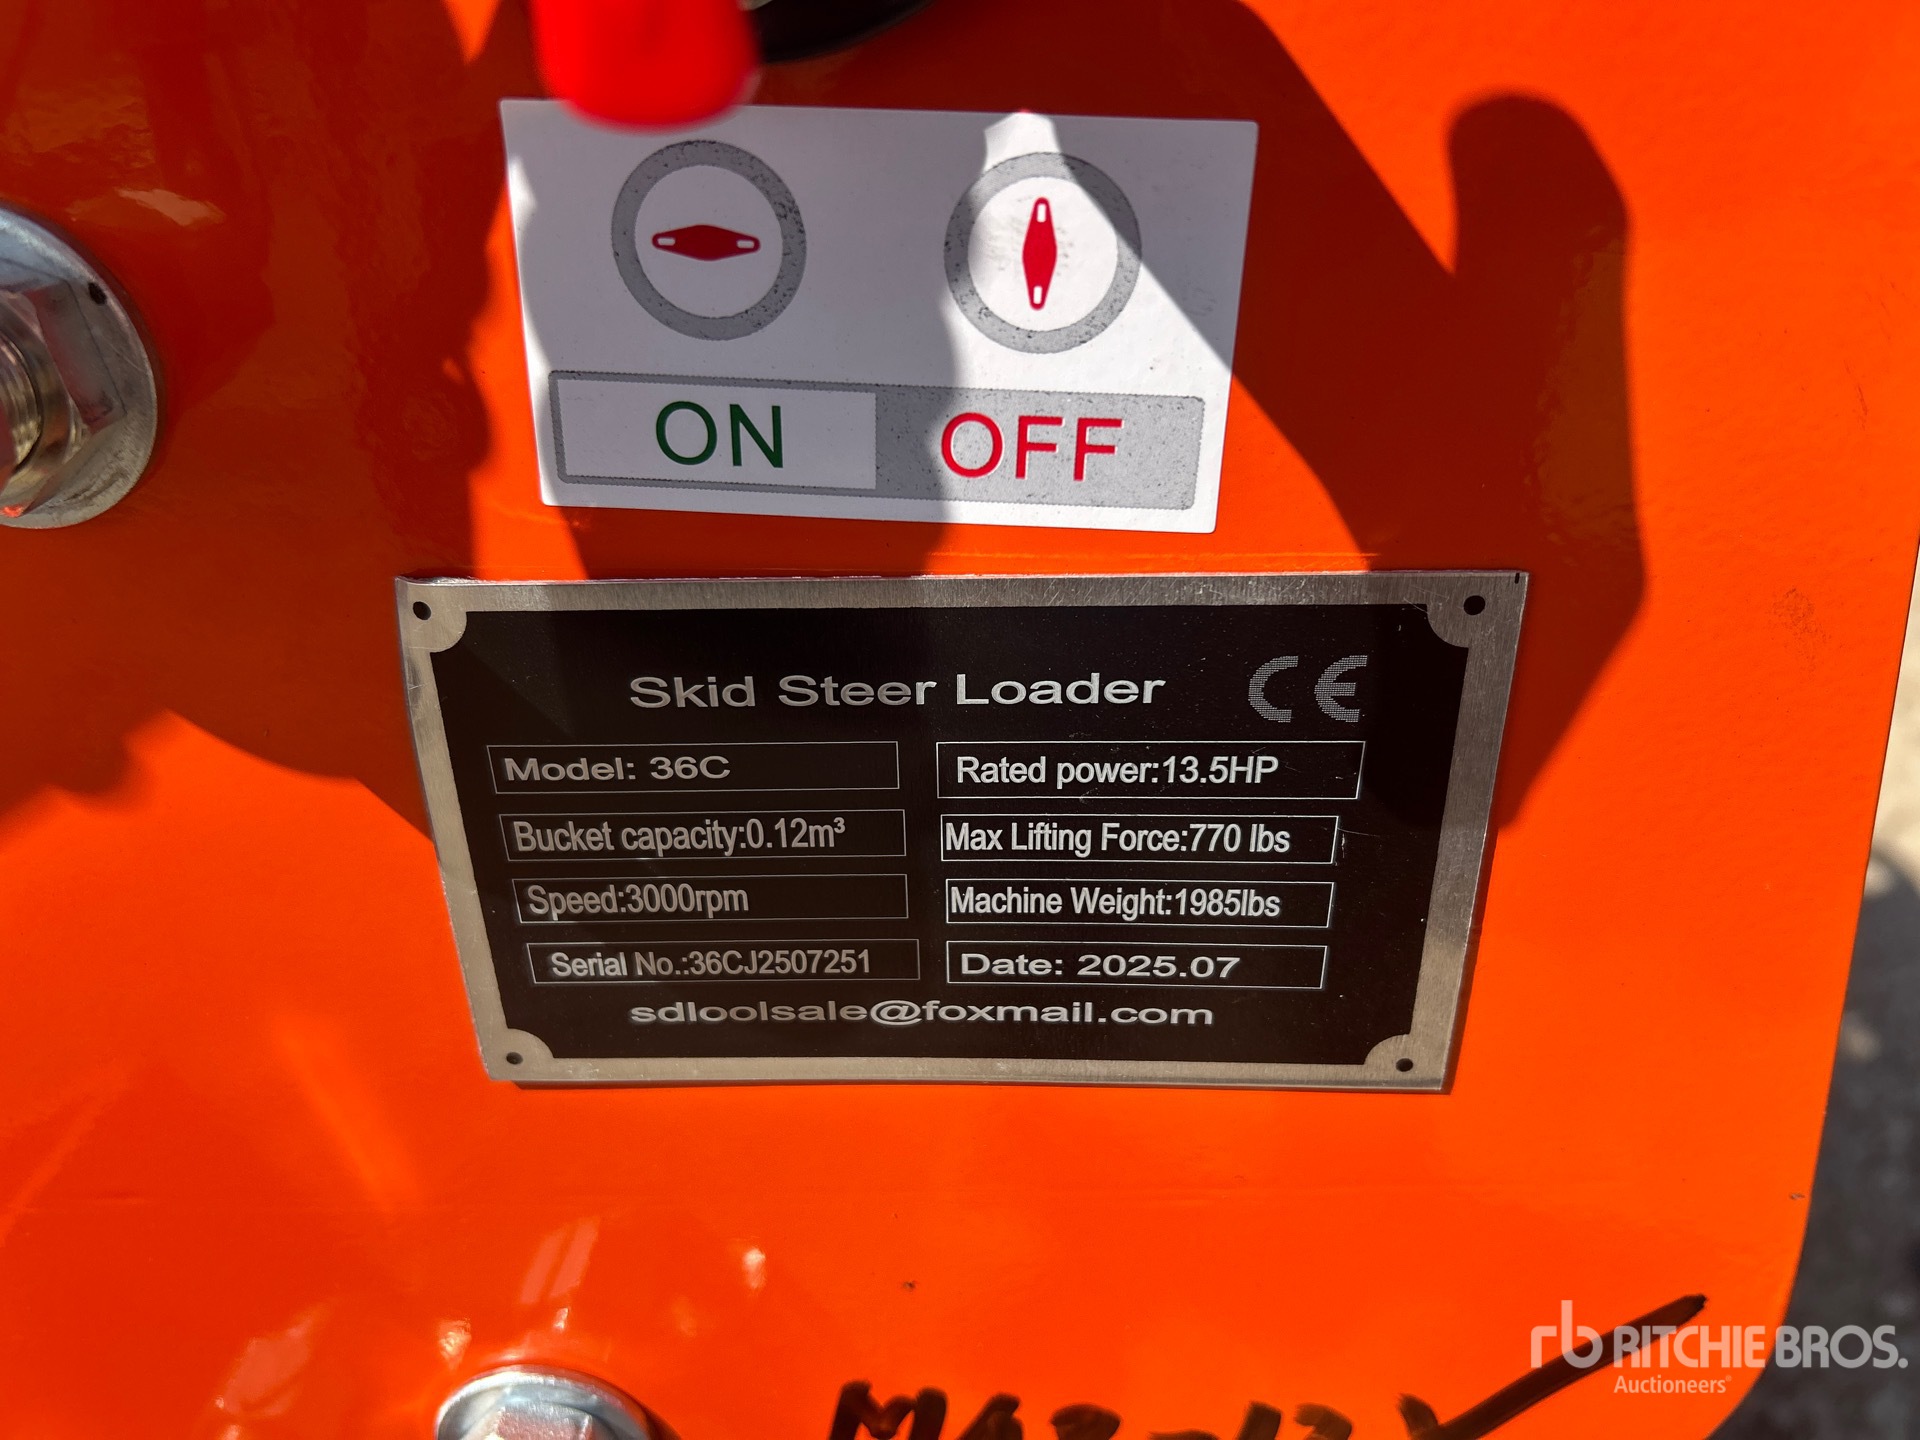 ON OFF
Skid Steer Loader CE
Model: 36C
Rated power:13.5HP
Bucket capacity:0.12m³
Max Lifting Force:770 lbs
Speed:3000rpm
Machine Weight:1985lbs
Serial No.:36CJ2507251
Date: 2025.07
sdloolsale@foxmail.com
rb RITCHIE BROS.
Auctioneers®